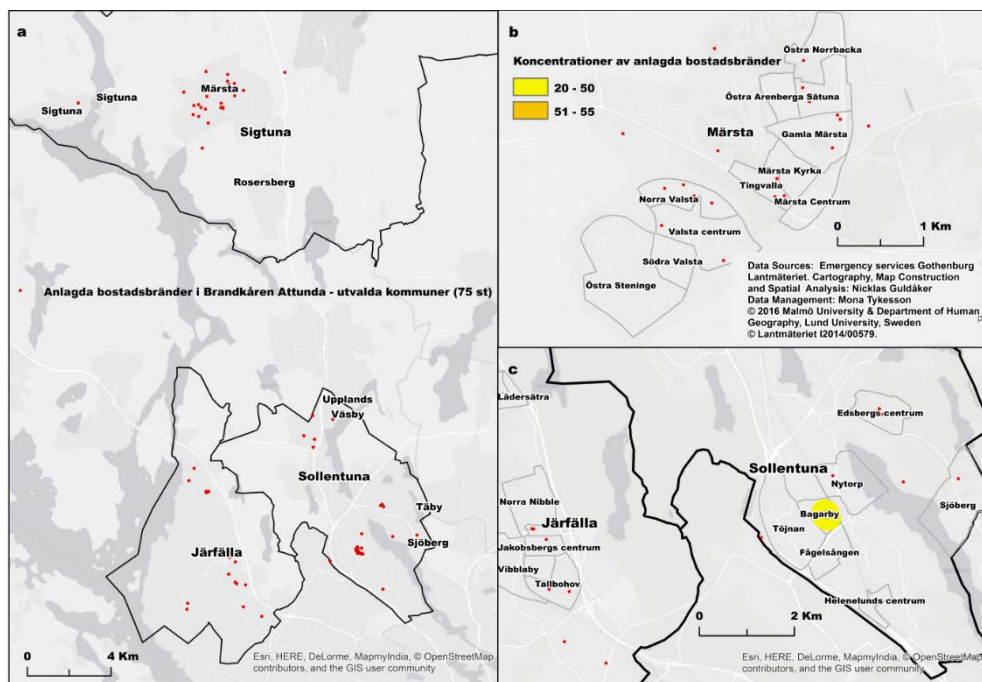 a
Märsta
Sigtuna
Sigtuna
Sigtuna
Rosersberg
Anlagda bostadsbränder i Brandkåren Attunda - utvalda kommuner (75 st)
Upplands
Väsby
Sollentuna
Täby
Sjöberg
Järfälla
0 4 Km
Esri, HERE, DeLorme, MapmyIndia, © OpenStreetMap
contributors, and the GIS user community
b
Koncentrationer av anlagda bostadsbränder
20 - 50
51 - 55
Östra Norrbacka
Östra Arenberga Sätuna
Märsta
Gamla Märsta
Märsta Kyrka
Tingvalla
Märsta Centrum
Norra Valsta
Valsta centrum
Södra Valsta
Östra Steninge
0 1 Km
Data Sources: Emergency services Gothenburg
Lantmäteriet. Cartography, Map Construction
and Spatial Analysis: Nicklas Guldåker
Data Management: Mona Tykesson
© 2016 Malmö University & Department of Human
Geography, Lund University, Sweden
© Lantmäteriet I2014/00579.
c
Lädersätra
Edsbergs centrum
Sollentuna
Nytorp
Sjöberg
Norra Nibble
Bagarby
Järfälla
Töjnan
Jakobsbergs centrum
Fågelsången
Vibblaby
Tallbohov
Helenelunds centrum
0 2 Km
Esri, HERE, DeLorme, MapmyIndia, © OpenStreetMap
contributors, and the GIS user community